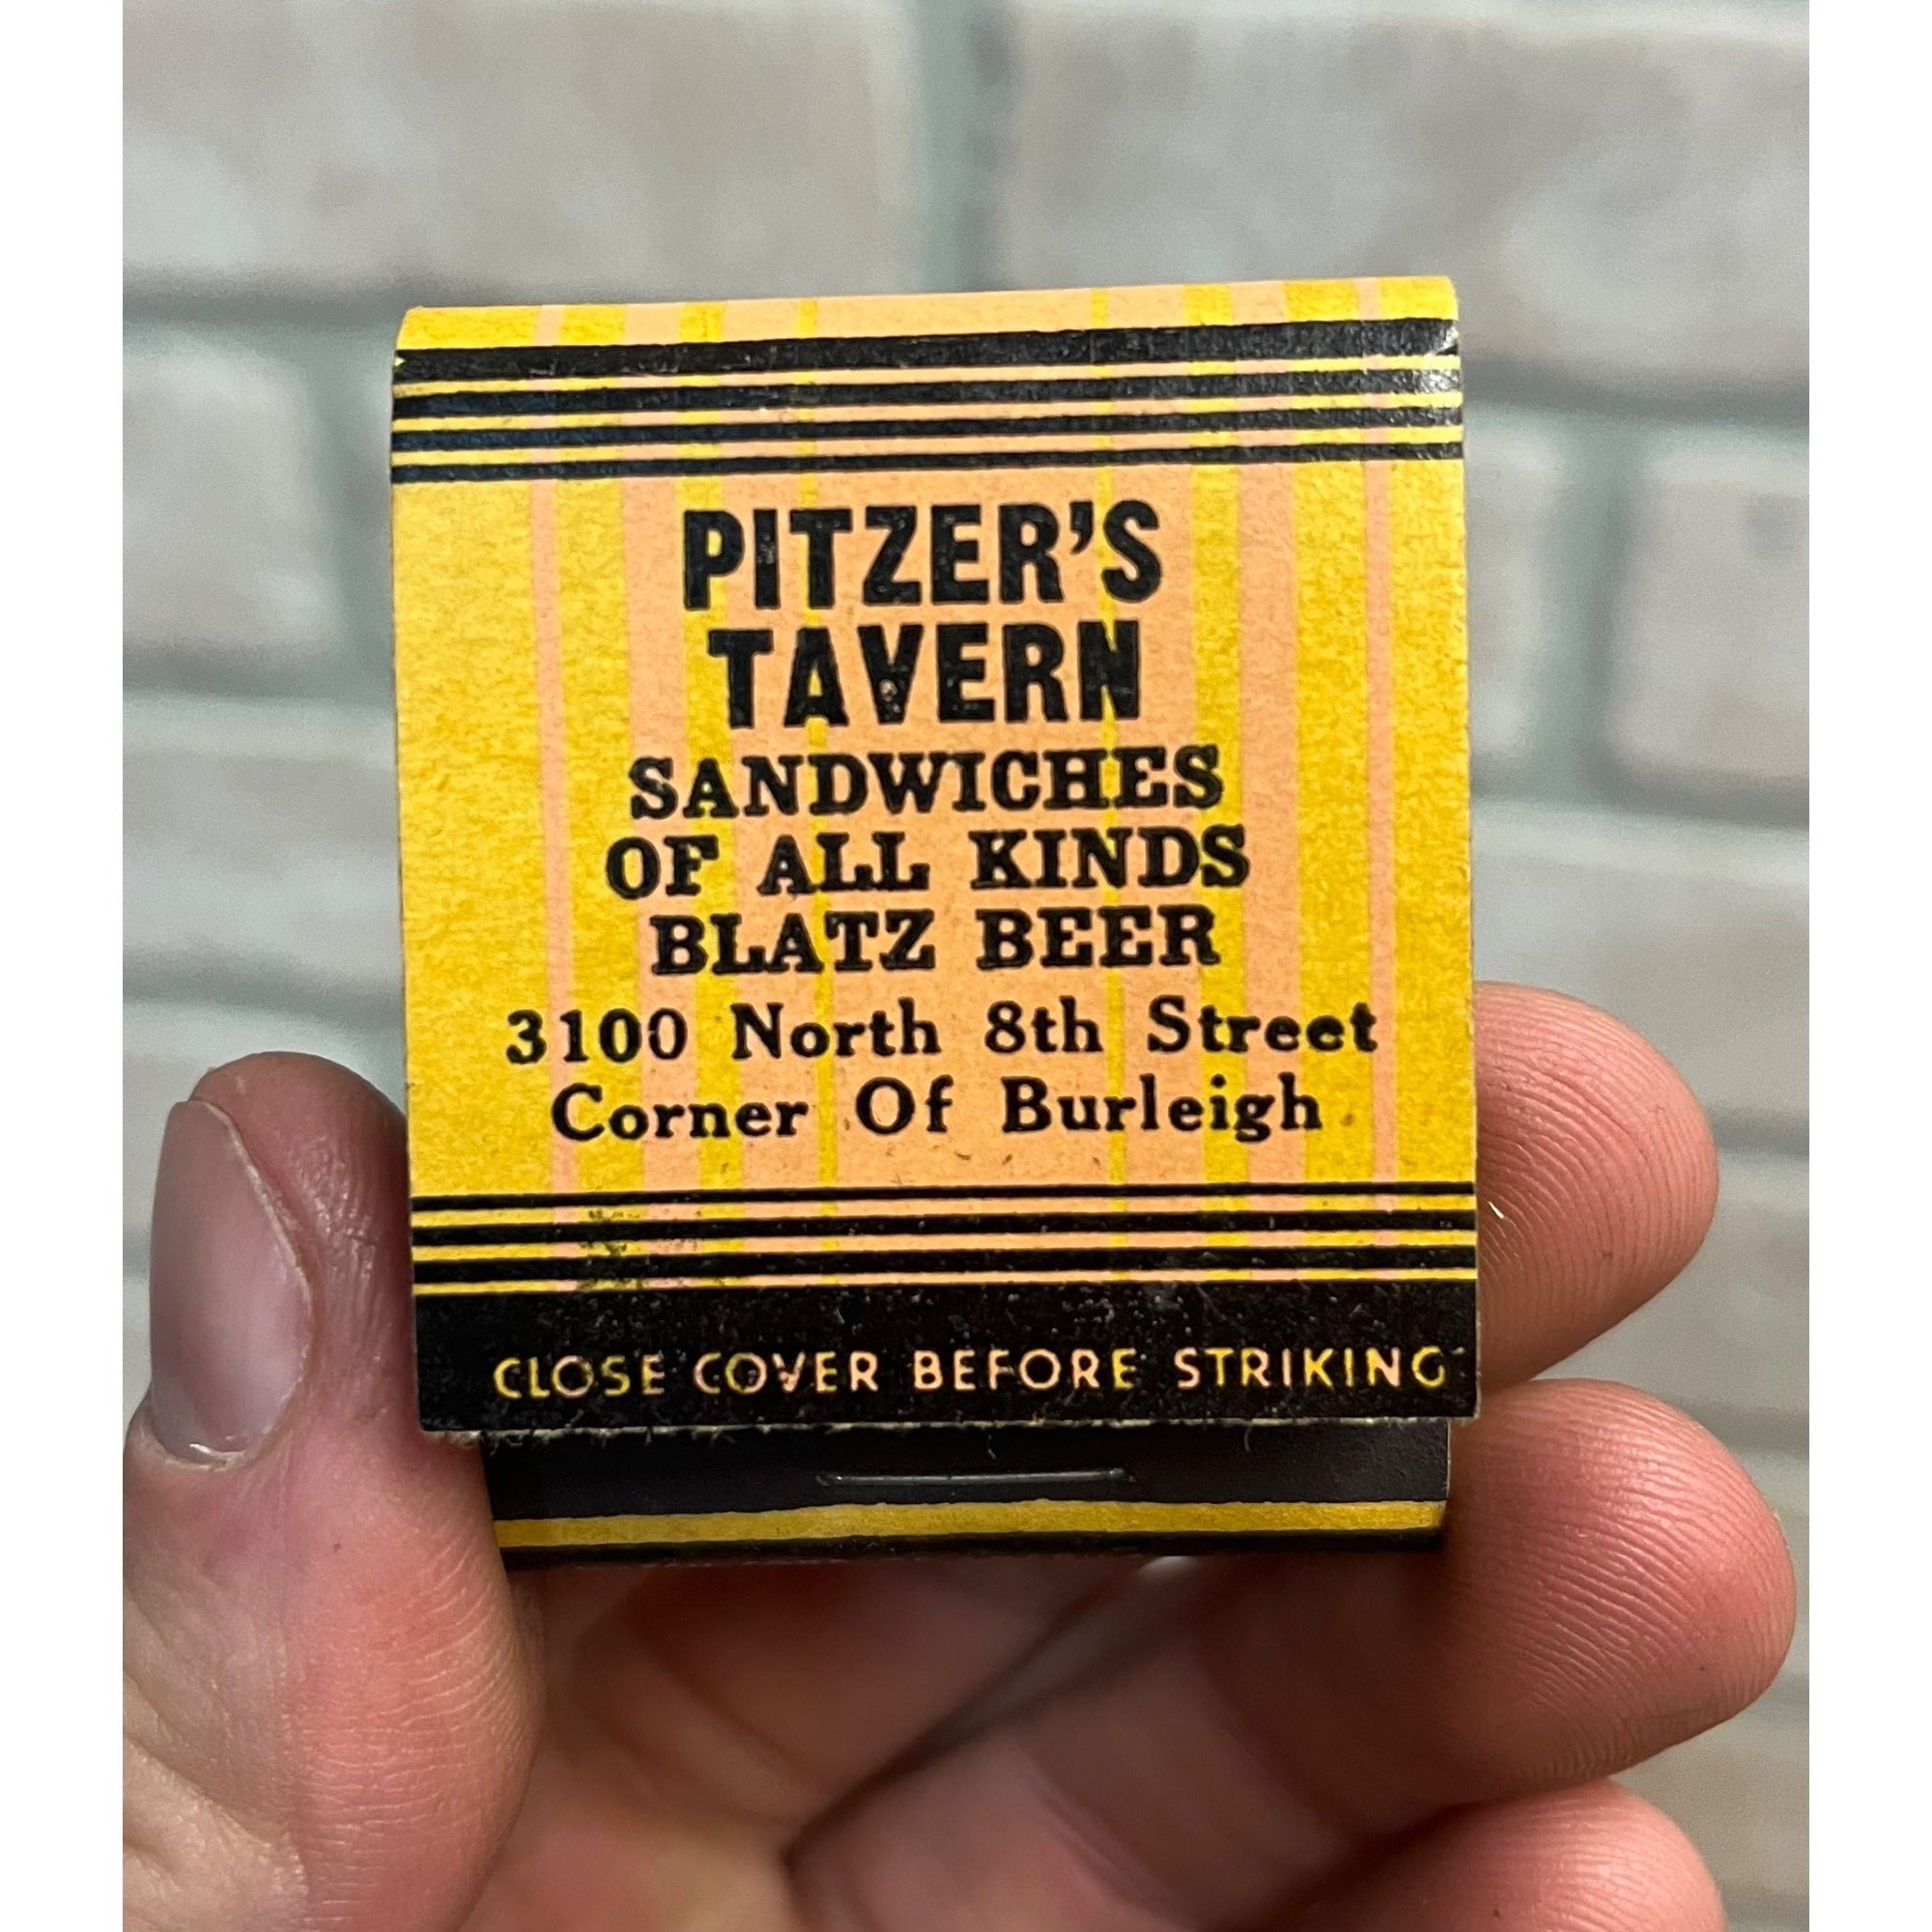 PITZER'S
TAVERN
SANDWICHES
OF ALL KINDS
BLATZ BEER
3100 North 8th Street
Corner Of Burleigh
CLOSE COVER BEFORE STRIKING